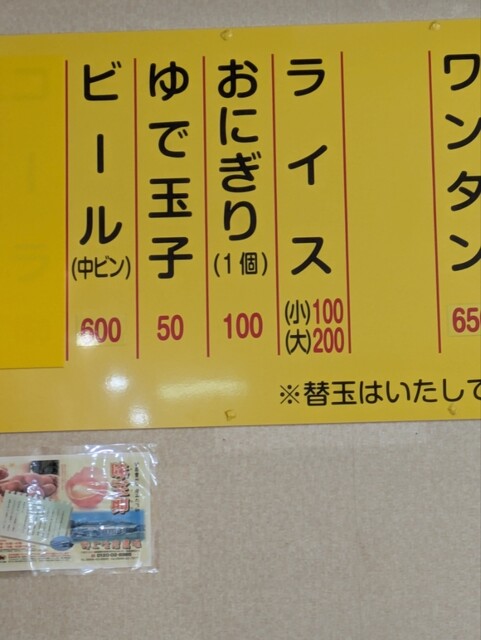 ワンタン
650
ライス
(小)100
(大)200
おにぎり
(1個)
100
ゆで玉子
50
ビール
(中ビン)
600
※替玉はいたして